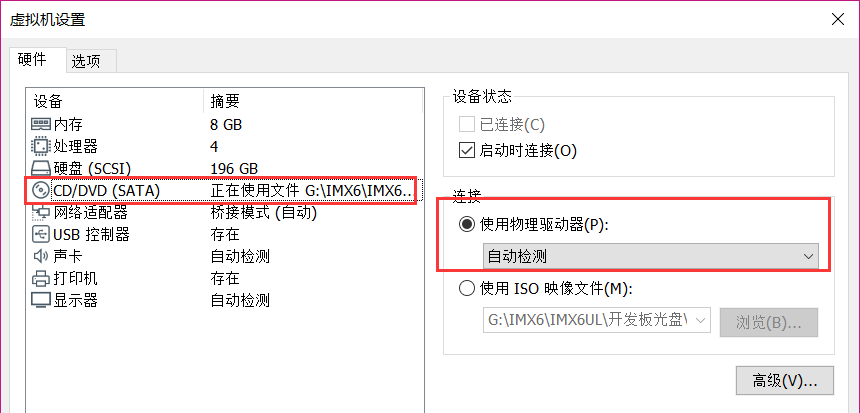 虚拟机设置
硬件 选项
设备 摘要
内存 8 GB
处理器 4
硬盘 (SCSI) 196 GB
CD/DVD (SATA) 正在使用文件 G:\IMX6\IMX6...
网络适配器 桥接模式 (自动)
USB 控制器 存在
声卡 自动检测
打印机 存在
显示器 自动检测
设备状态
已连接(C)
启动时连接(O)
连接
使用物理驱动器(P):
自动检测
使用 ISO 映像文件(M):
G:\IMX6\IMX6UL\开发板光盘\ 浏览(B)...
高级(V)...